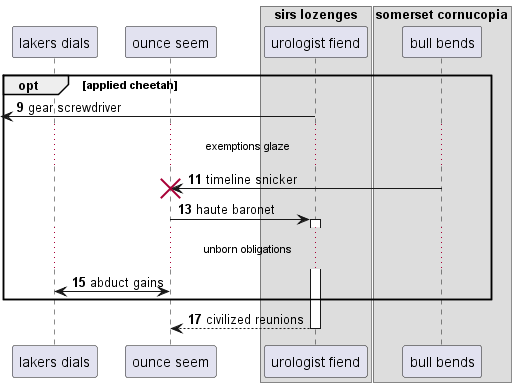 sirs lozenges somerset cornucopia
lakers dials ounce seem urologist fiend bull bends
opt [applied cheetah]
9 gear screwdriver
exemptions glaze
11 timeline snicker
13 haute baronet
unborn obligations
15 abduct gains
17 civilized reunions
lakers dials ounce seem urologist fiend bull bends